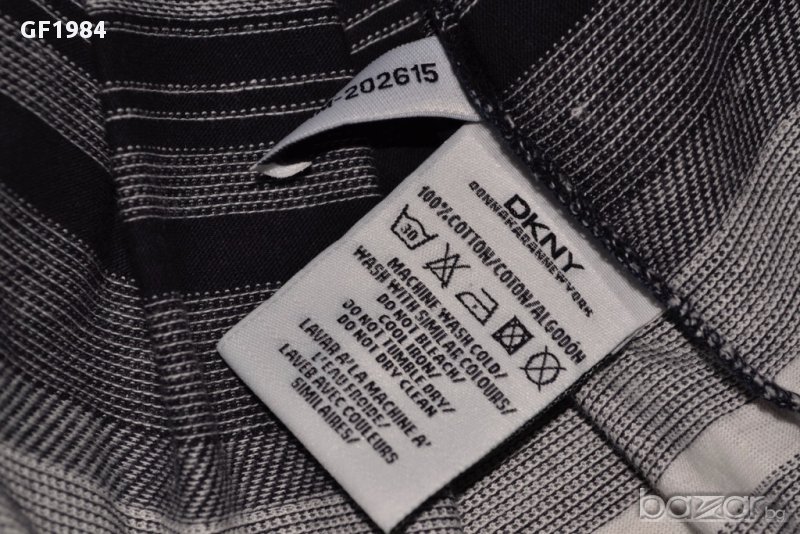 GF1984
-202615
DKNY
DONNAKARANNEWYORK
100%COTTON/COTON/ALGODÓN
30
MACHINE WASH COLD/
WASH WITH SIMILAR COLOURS/
DO NOT BLEACH/
COOL IRON/
DO NOT TUMBLE DRY/
DO NOT DRY CLEAN
LAVAR A' LA MACHINE A'
L'EAU FROIDE/
LAVEB AVEC COULEURS
SIMILAIRES/
bazar.bg